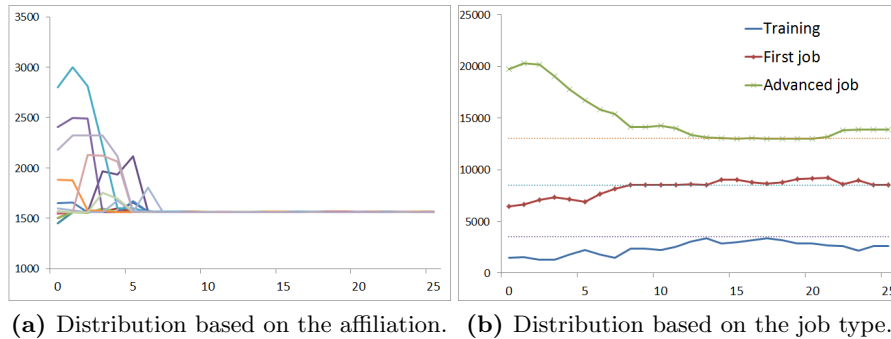 3500
3000
2500
2000
1500
1000
0 5 10 15 20 25
25000
20000
15000
10000
5000
0
0 5 10 15 20 25
Training
First job
Advanced job
(a) Distribution based on the affiliation. (b) Distribution based on the job type.